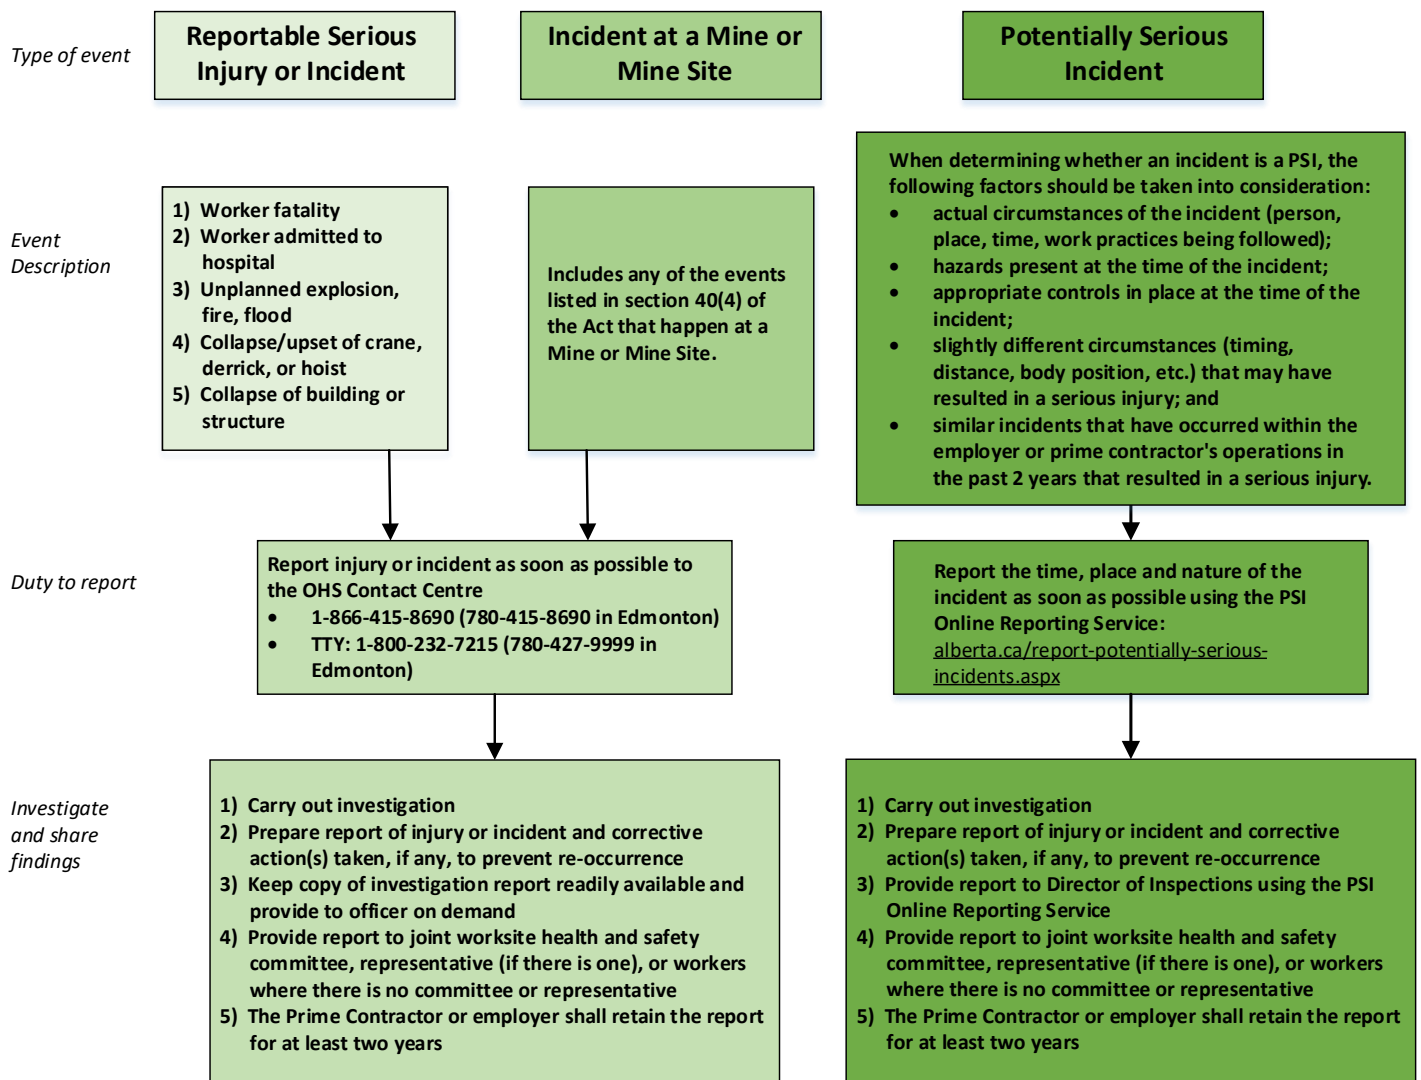 Type of event
Reportable Serious
Injury or Incident
Incident at a Mine or
Mine Site
Potentially Serious
Incident
Event
Description
1) Worker fatality
2) Worker admitted to
hospital
3) Unplanned explosion,
fire, flood
4) Collapse/upset of crane,
derrick, or hoist
5) Collapse of building or
structure
Includes any of the events
listed in section 40(4) of
the Act that happen at a
Mine or Mine Site.
When determining whether an incident is a PSI, the
following factors should be taken into consideration:
• actual circumstances of the incident (person,
place, time, work practices being followed);
• hazards present at the time of the incident;
• appropriate controls in place at the time of the
incident;
• slightly different circumstances (timing,
distance, body position, etc.) that may have
resulted in a serious injury; and
• similar incidents that have occurred within the
employer or prime contractor's operations in
the past 2 years that resulted in a serious injury.
Duty to report
Report injury or incident as soon as possible to
the OHS Contact Centre
• 1-866-415-8690 (780-415-8690 in Edmonton)
• TTY: 1-800-232-7215 (780-427-9999 in
Edmonton)
Report the time, place and nature of the
incident as soon as possible using the PSI
Online Reporting Service:
alberta.ca/report-potentially-serious-
incidents.aspx
Investigate
and share
findings
1) Carry out investigation
2) Prepare report of injury or incident and corrective
action(s) taken, if any, to prevent re-occurrence
3) Keep copy of investigation report readily available and
provide to officer on demand
4) Provide report to joint worksite health and safety
committee, representative (if there is one), or workers
where there is no committee or representative
5) The Prime Contractor or employer shall retain the report
for at least two years
1) Carry out investigation
2) Prepare report of injury or incident and corrective
action(s) taken, if any, to prevent re-occurrence
3) Provide report to Director of Inspections using the PSI
Online Reporting Service
4) Provide report to joint worksite health and safety
committee, representative (if there is one), or workers
where there is no committee or representative
5) The Prime Contractor or employer shall retain the report
for at least two years